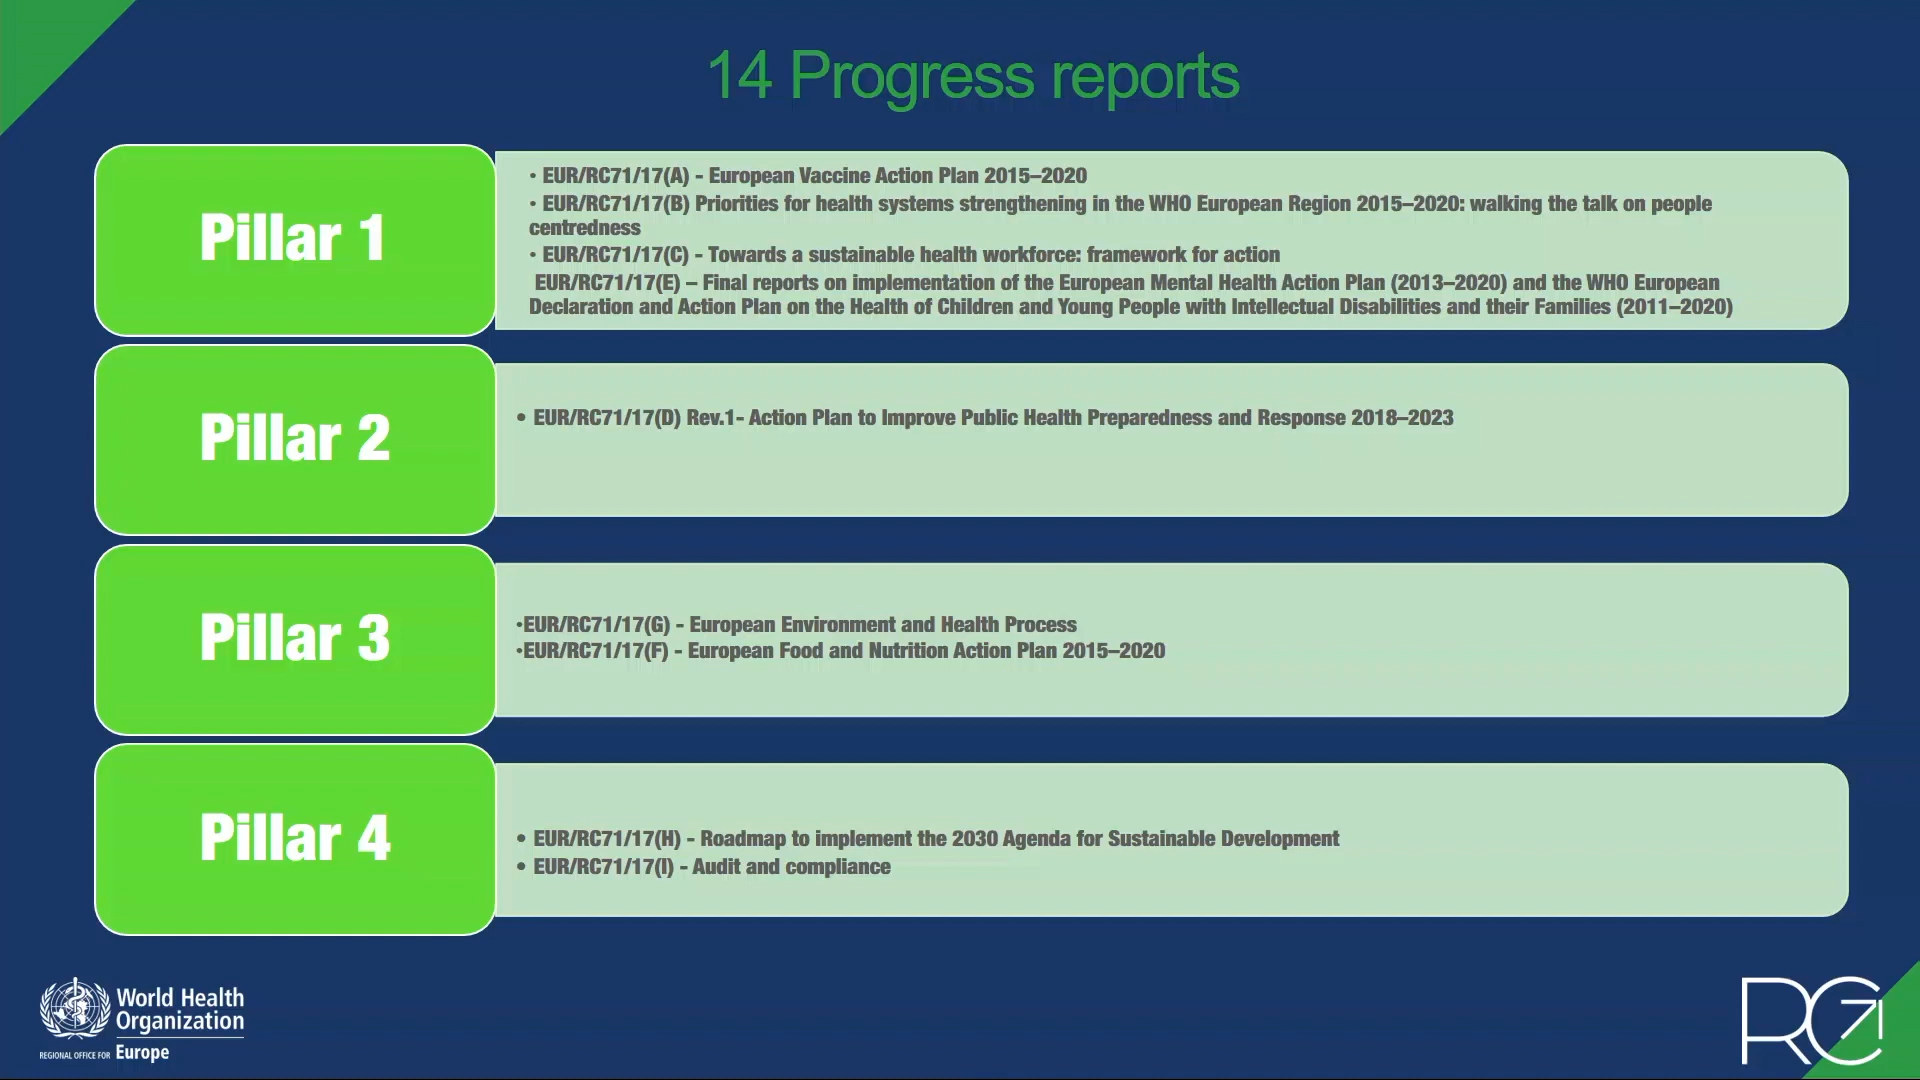 14 Progress reports
Pillar 1
• EUR/RC71/17(A) - European Vaccine Action Plan 2015–2020
• EUR/RC71/17(B) Priorities for health systems strengthening in the WHO European Region 2015–2020: walking the talk on people
centredness
• EUR/RC71/17(C) - Towards a sustainable health workforce: framework for action
EUR/RC71/17(E) – Final reports on implementation of the European Mental Health Action Plan (2013–2020) and the WHO European
Declaration and Action Plan on the Health of Children and Young People with Intellectual Disabilities and their Families (2011–2020)
Pillar 2
• EUR/RC71/17(D) Rev.1- Action Plan to Improve Public Health Preparedness and Response 2018–2023
Pillar 3
•EUR/RC71/17(G) - European Environment and Health Process
•EUR/RC71/17(F) - European Food and Nutrition Action Plan 2015–2020
Pillar 4
• EUR/RC71/17(H) - Roadmap to implement the 2030 Agenda for Sustainable Development
• EUR/RC71/17(I) - Audit and compliance
World Health
Organization
REGIONAL OFFICE FOR Europe
RC71